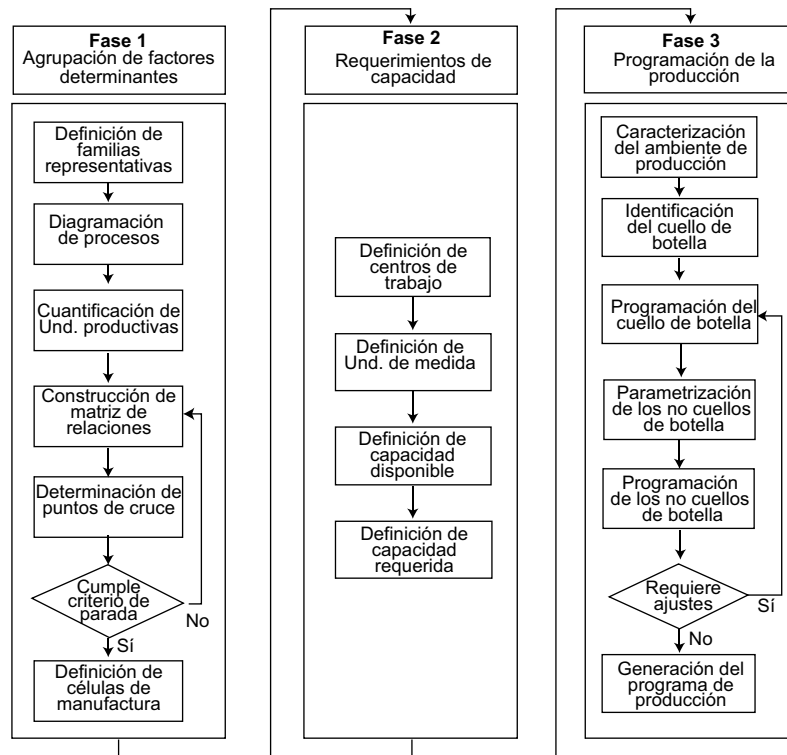 Fase 1
Agrupación de factores
determinantes
Definición de
familias
representativas
Diagramación
de procesos
Cuantificación de
Und. productivas
Construcción de
matriz de
relaciones
Determinación de
puntos de cruce
Cumple
criterio de
parada
No
Sí
Definición de
células de
manufactura
Fase 2
Requerimientos de
capacidad
Definición de
centros de
trabajo
Definición de
Und. de medida
Definición de
capacidad
disponible
Definición de
capacidad
requerida
Fase 3
Programación de la
producción
Caracterización
del ambiente de
producción
Identificación
del cuello de
botella
Programación del
cuello de botella
Parametrización
de los no cuellos
de botella
Programación
de los no cuellos
de botella
Requiere
ajustes
Sí
No
Generación del
programa de
producción